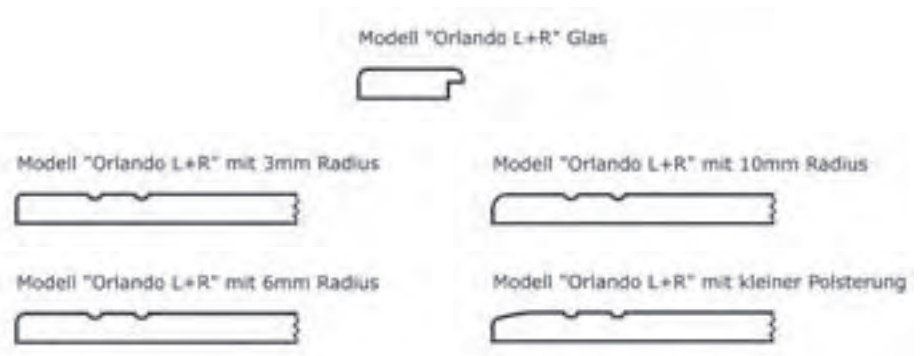 Modell "Orlando L+R" Glas
Modell "Orlando L+R" mit 3mm Radius
Modell "Orlando L+R" mit 10mm Radius
Modell "Orlando L+R" mit 6mm Radius
Modell "Orlando L+R" mit kleiner Polsterung